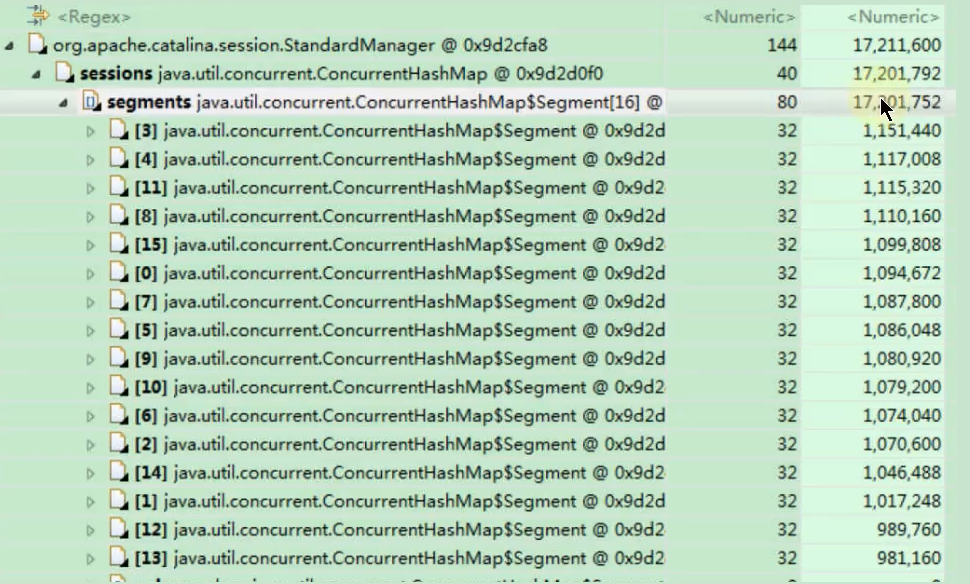 <Regex> <Numeric> <Numeric>
org.apache.catalina.session.StandardManager @ 0x9d2cfa8 144 17,211,600
sessions java.util.concurrent.ConcurrentHashMap @ 0x9d2d0f0 40 17,201,792
segments java.util.concurrent.ConcurrentHashMap$Segment[16] @ 80 17,201,752
[3] java.util.concurrent.ConcurrentHashMap$Segment @ 0x9d2d 32 1,151,440
[4] java.util.concurrent.ConcurrentHashMap$Segment @ 0x9d2d 32 1,117,008
[11] java.util.concurrent.ConcurrentHashMap$Segment @ 0x9d2 32 1,115,320
[8] java.util.concurrent.ConcurrentHashMap$Segment @ 0x9d2d 32 1,110,160
[15] java.util.concurrent.ConcurrentHashMap$Segment @ 0x9d2 32 1,099,808
[0] java.util.concurrent.ConcurrentHashMap$Segment @ 0x9d2d 32 1,094,672
[7] java.util.concurrent.ConcurrentHashMap$Segment @ 0x9d2d 32 1,087,800
[5] java.util.concurrent.ConcurrentHashMap$Segment @ 0x9d2d 32 1,086,048
[9] java.util.concurrent.ConcurrentHashMap$Segment @ 0x9d2d 32 1,080,920
[10] java.util.concurrent.ConcurrentHashMap$Segment @ 0x9d2 32 1,079,200
[6] java.util.concurrent.ConcurrentHashMap$Segment @ 0x9d2d 32 1,074,040
[2] java.util.concurrent.ConcurrentHashMap$Segment @ 0x9d2d 32 1,070,600
[14] java.util.concurrent.ConcurrentHashMap$Segment @ 0x9d2 32 1,046,488
[1] java.util.concurrent.ConcurrentHashMap$Segment @ 0x9d2d 32 1,017,248
[12] java.util.concurrent.ConcurrentHashMap$Segment @ 0x9d2 32 989,760
[13] java.util.concurrent.ConcurrentHashMap$Segment @ 0x9d2 32 981,160